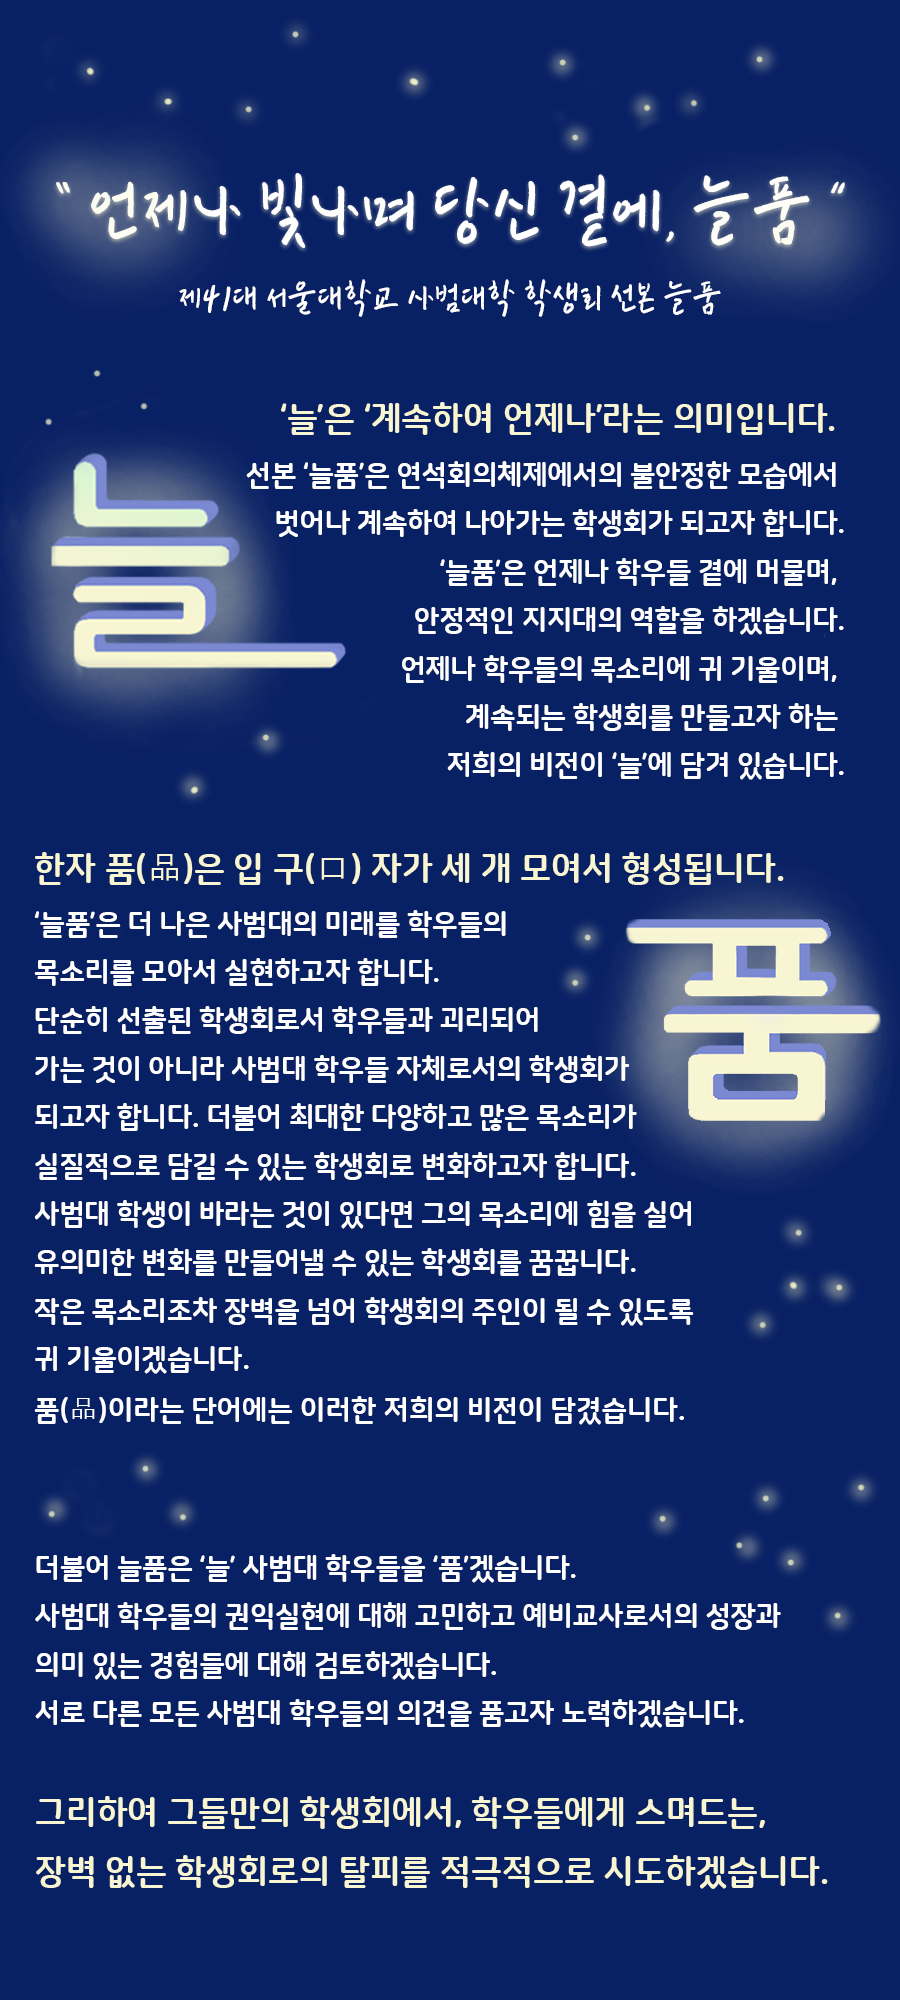 “ 언제나 빛나며 당신 곁에, 늘품 “
제41대 서울대학교 사범대학 학생회 선본 늘품
‘늘’은 ‘계속하여 언제나’라는 의미입니다.
늘
선본 ‘늘품’은 연석회의체제에서의 불안정한 모습에서
벗어나 계속하여 나아가는 학생회가 되고자 합니다.
‘늘품’은 언제나 학우들 곁에 머물며,
안정적인 지지대의 역할을 하겠습니다.
언제나 학우들의 목소리에 귀 기울이며,
계속되는 학생회를 만들고자 하는
저희의 비전이 ‘늘’에 담겨 있습니다.
한자 품(品)은 입 구(口) 자가 세 개 모여서 형성됩니다.
품
‘늘품’은 더 나은 사범대의 미래를 학우들의
목소리를 모아서 실현하고자 합니다.
단순히 선출된 학생회로서 학우들과 괴리되어
가는 것이 아니라 사범대 학우들 자체로서의 학생회가
되고자 합니다. 더불어 최대한 다양하고 많은 목소리가
실질적으로 담길 수 있는 학생회로 변화하고자 합니다.
사범대 학생이 바라는 것이 있다면 그의 목소리에 힘을 실어
유의미한 변화를 만들어낼 수 있는 학생회를 꿈꿉니다.
작은 목소리조차 장벽을 넘어 학생회의 주인이 될 수 있도록
귀 기울이겠습니다.
품(品)이라는 단어에는 이러한 저희의 비전이 담겼습니다.
더불어 늘품은 ‘늘’ 사범대 학우들을 ‘품’겠습니다.
사범대 학우들의 권익실현에 대해 고민하고 예비교사로서의 성장과
의미 있는 경험들에 대해 검토하겠습니다.
서로 다른 모든 사범대 학우들의 의견을 품고자 노력하겠습니다.
그리하여 그들만의 학생회에서, 학우들에게 스며드는,
장벽 없는 학생회로의 탈피를 적극적으로 시도하겠습니다.